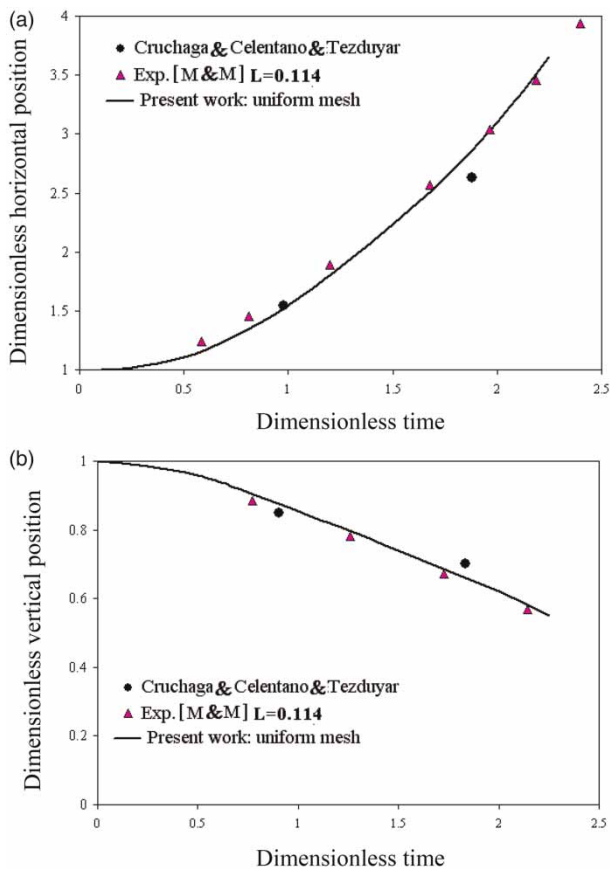 (a)
4
3.5
3
2.5
2
1.5
1
Dimensionless horizontal position
Cruchaga&Celentano&Tezduyar
Exp.[M&M] L=0.114
Present work: uniform mesh
0 0.5 1 1.5 2 2.5
Dimensionless time
(b)
1
0.8
0.6
0.4
0.2
0
Dimensionless vertical position
Cruchaga&Celentano&Tezduyar
Exp.[M&M] L=0.114
Present work: uniform mesh
0 0.5 1 1.5 2 2.5
Dimensionless time